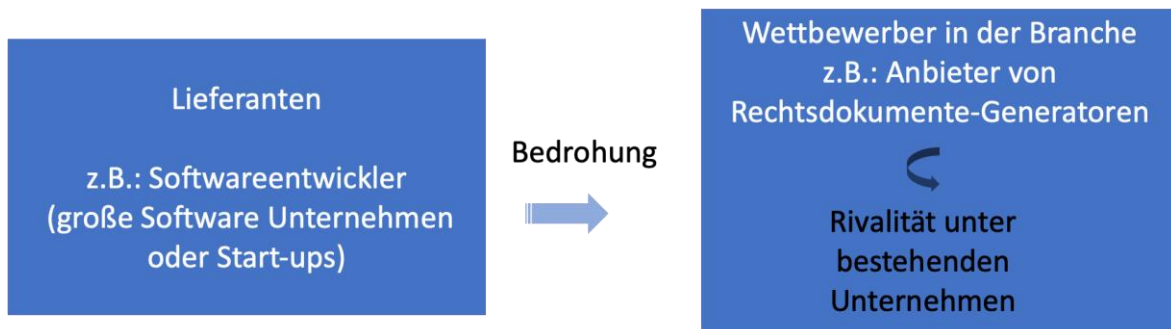 Lieferanten
z.B.: Softwareentwickler
(große Software Unternehmen
oder Start-ups)
Bedrohung
Wettbewerber in der Branche
z.B.: Anbieter von
Rechtsdokumente-Generatoren
Rivalität unter
bestehenden
Unternehmen